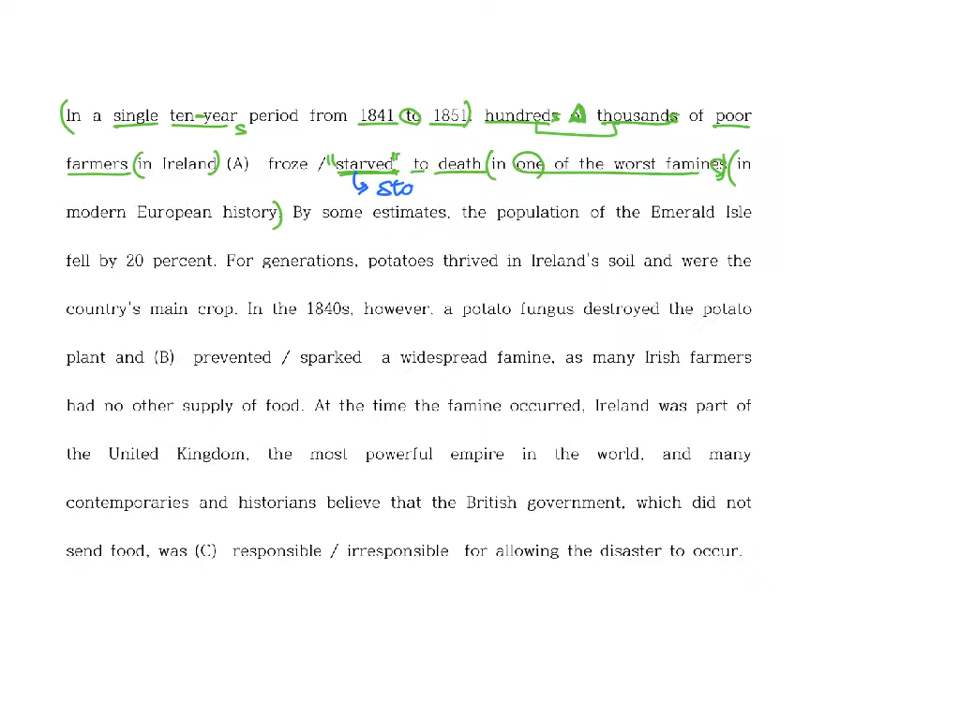 In a single ten-year period from 1841 to 1851, hundreds of thousands of poor
s
farmers in Ireland (A) froze / "starved" to death in one of the worst famines in
sto
modern European history. By some estimates, the population of the Emerald Isle
fell by 20 percent. For generations, potatoes thrived in Ireland's soil and were the
country's main crop. In the 1840s, however, a potato fungus destroyed the potato
plant and (B) prevented / sparked a widespread famine, as many Irish farmers
had no other supply of food. At the time the famine occurred, Ireland was part of
the United Kingdom, the most powerful empire in the world, and many
contemporaries and historians believe that the British government, which did not
send food, was (C) responsible / irresponsible for allowing the disaster to occur.